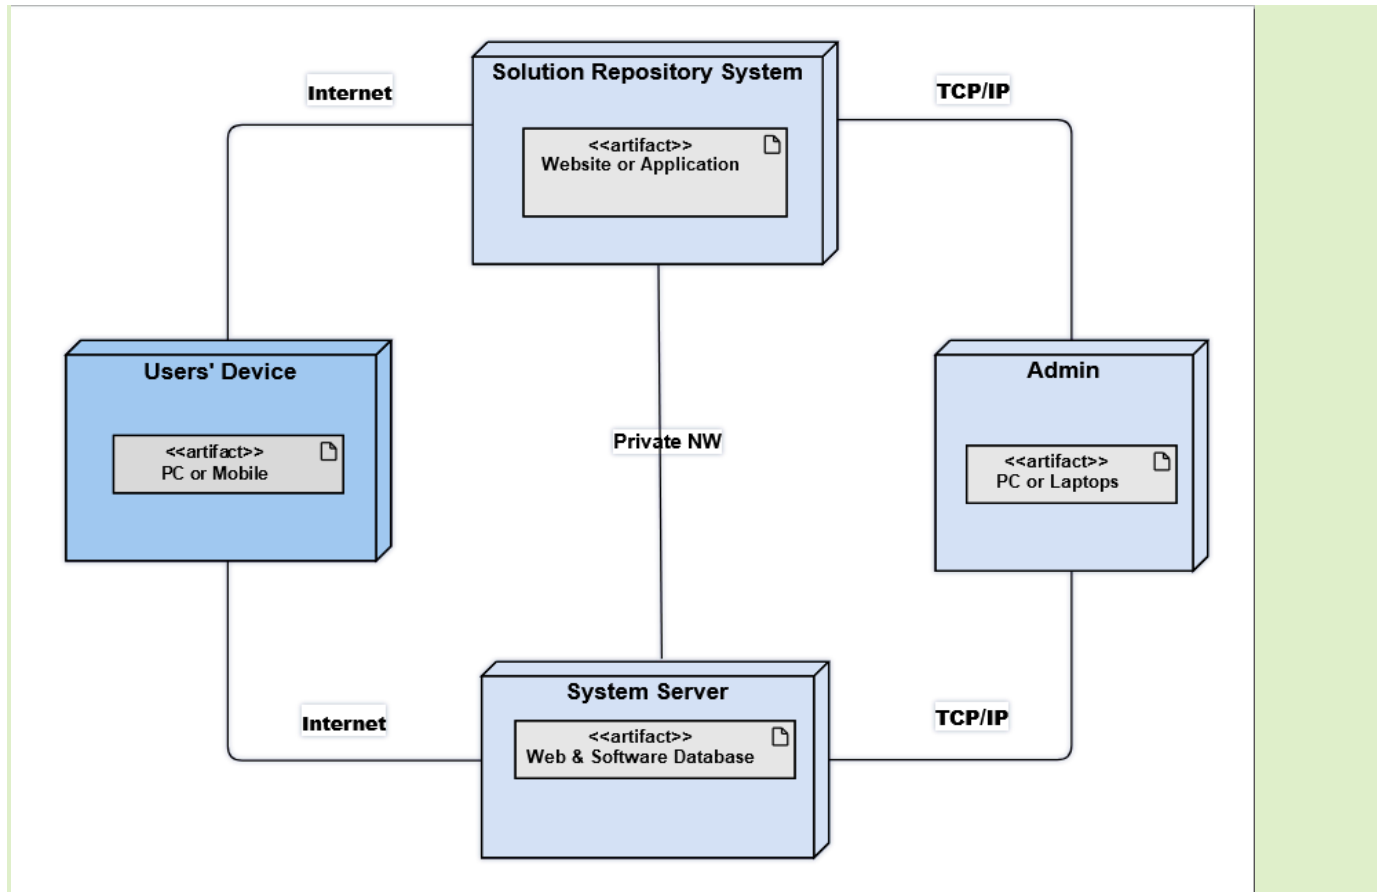 Solution Repository System
Internet
TCP/IP
<<artifact>>
Website or Application
Users' Device
Admin
<<artifact>>
PC or Mobile
Private NW
<<artifact>>
PC or Laptops
System Server
Internet
TCP/IP
<<artifact>>
Web & Software Database